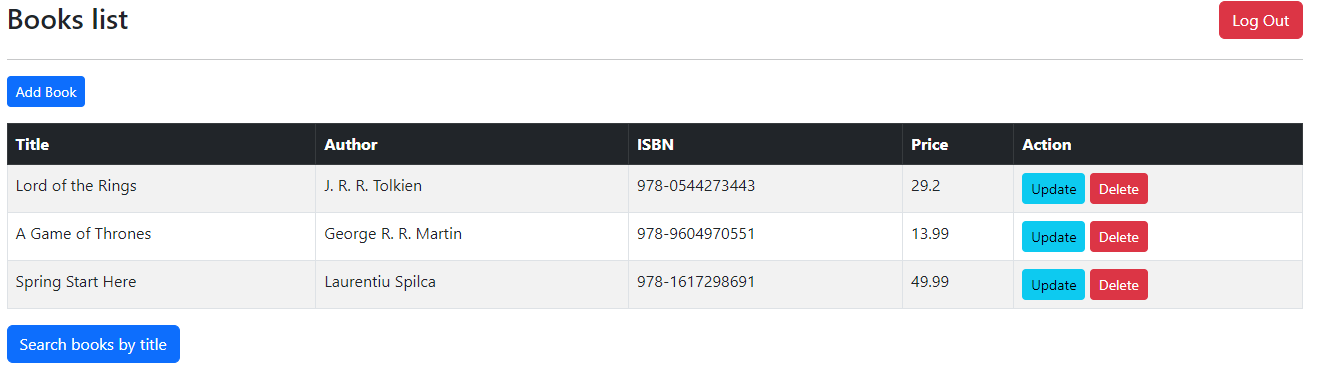 Books list Log Out
Add Book
Title Author ISBN Price Action
Lord of the Rings J. R. R. Tolkien 978-0544273443 29.2 Update Delete
A Game of Thrones George R. R. Martin 978-9604970551 13.99 Update Delete
Spring Start Here Laurentiu Spilca 978-1617298691 49.99 Update Delete
Search books by title